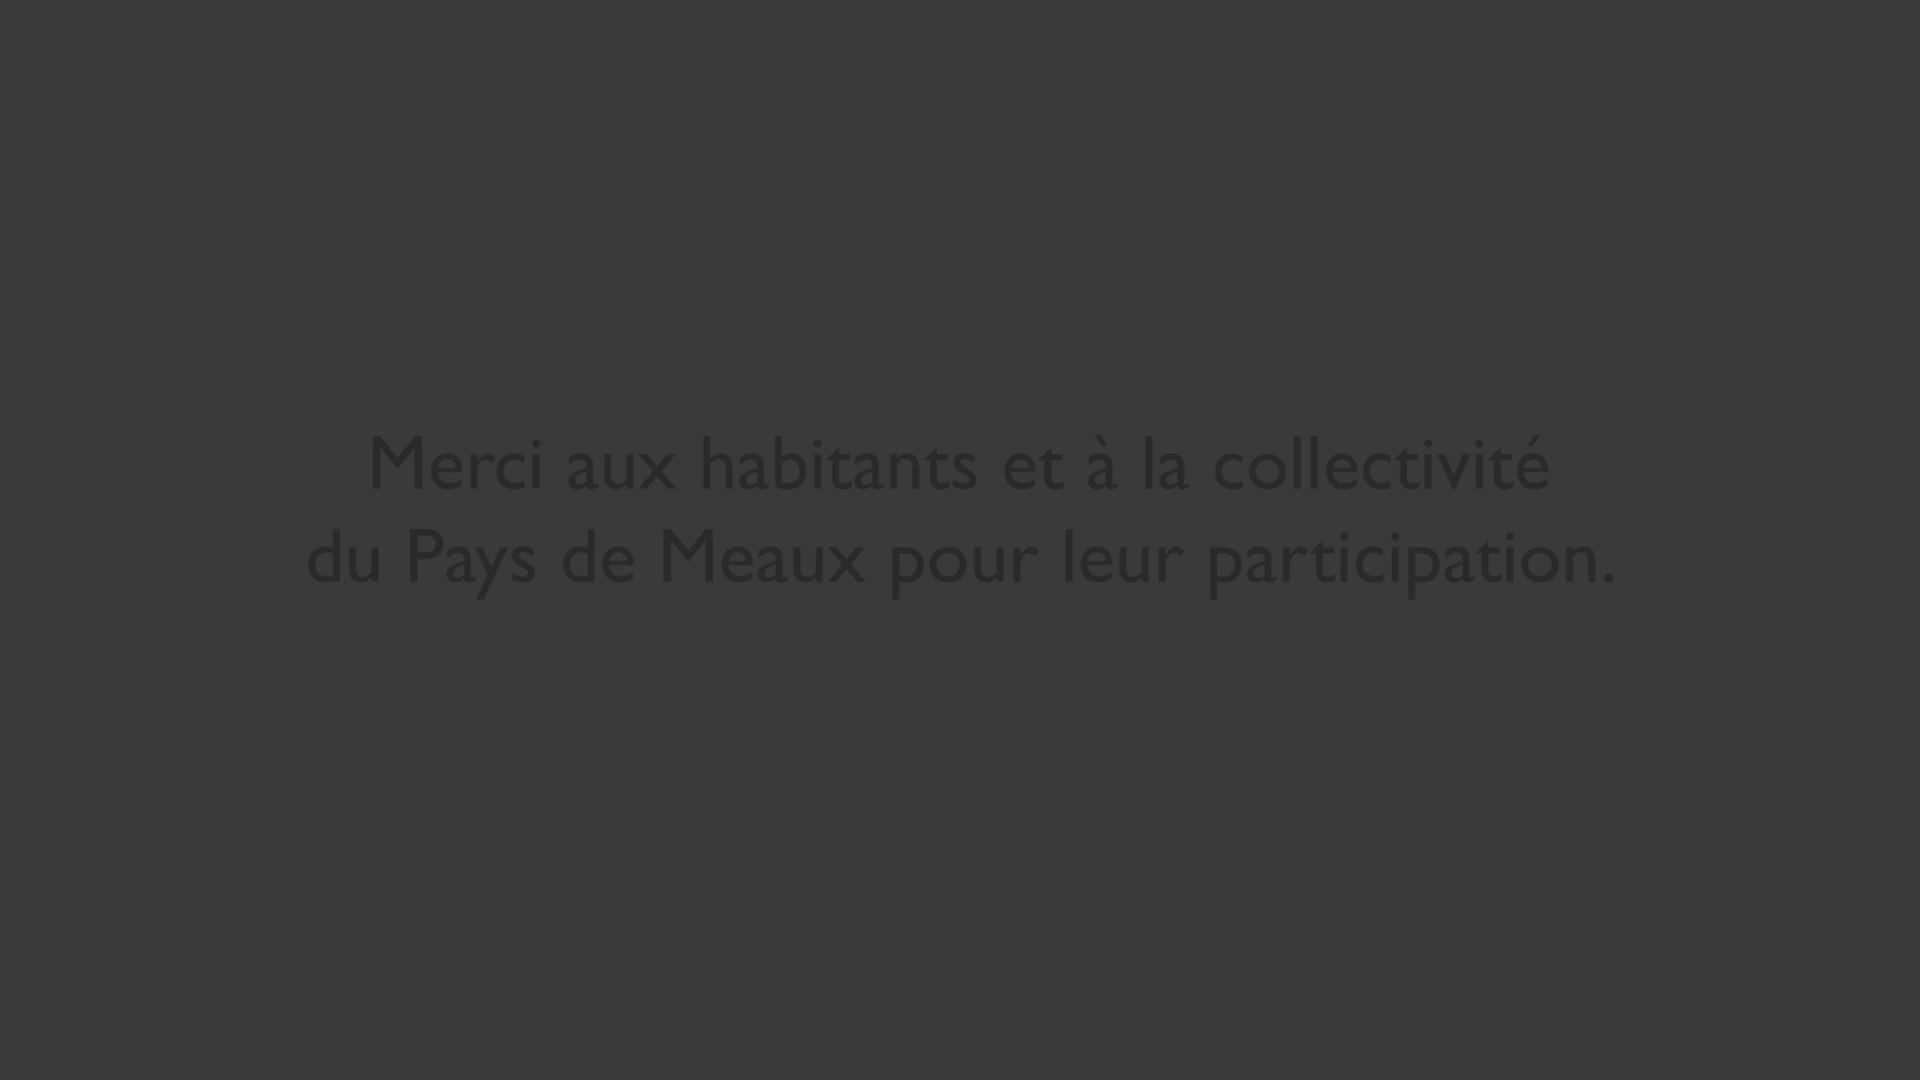 Merci aux habitants et à la collectivité
du Pays de Meaux pour leur participation.